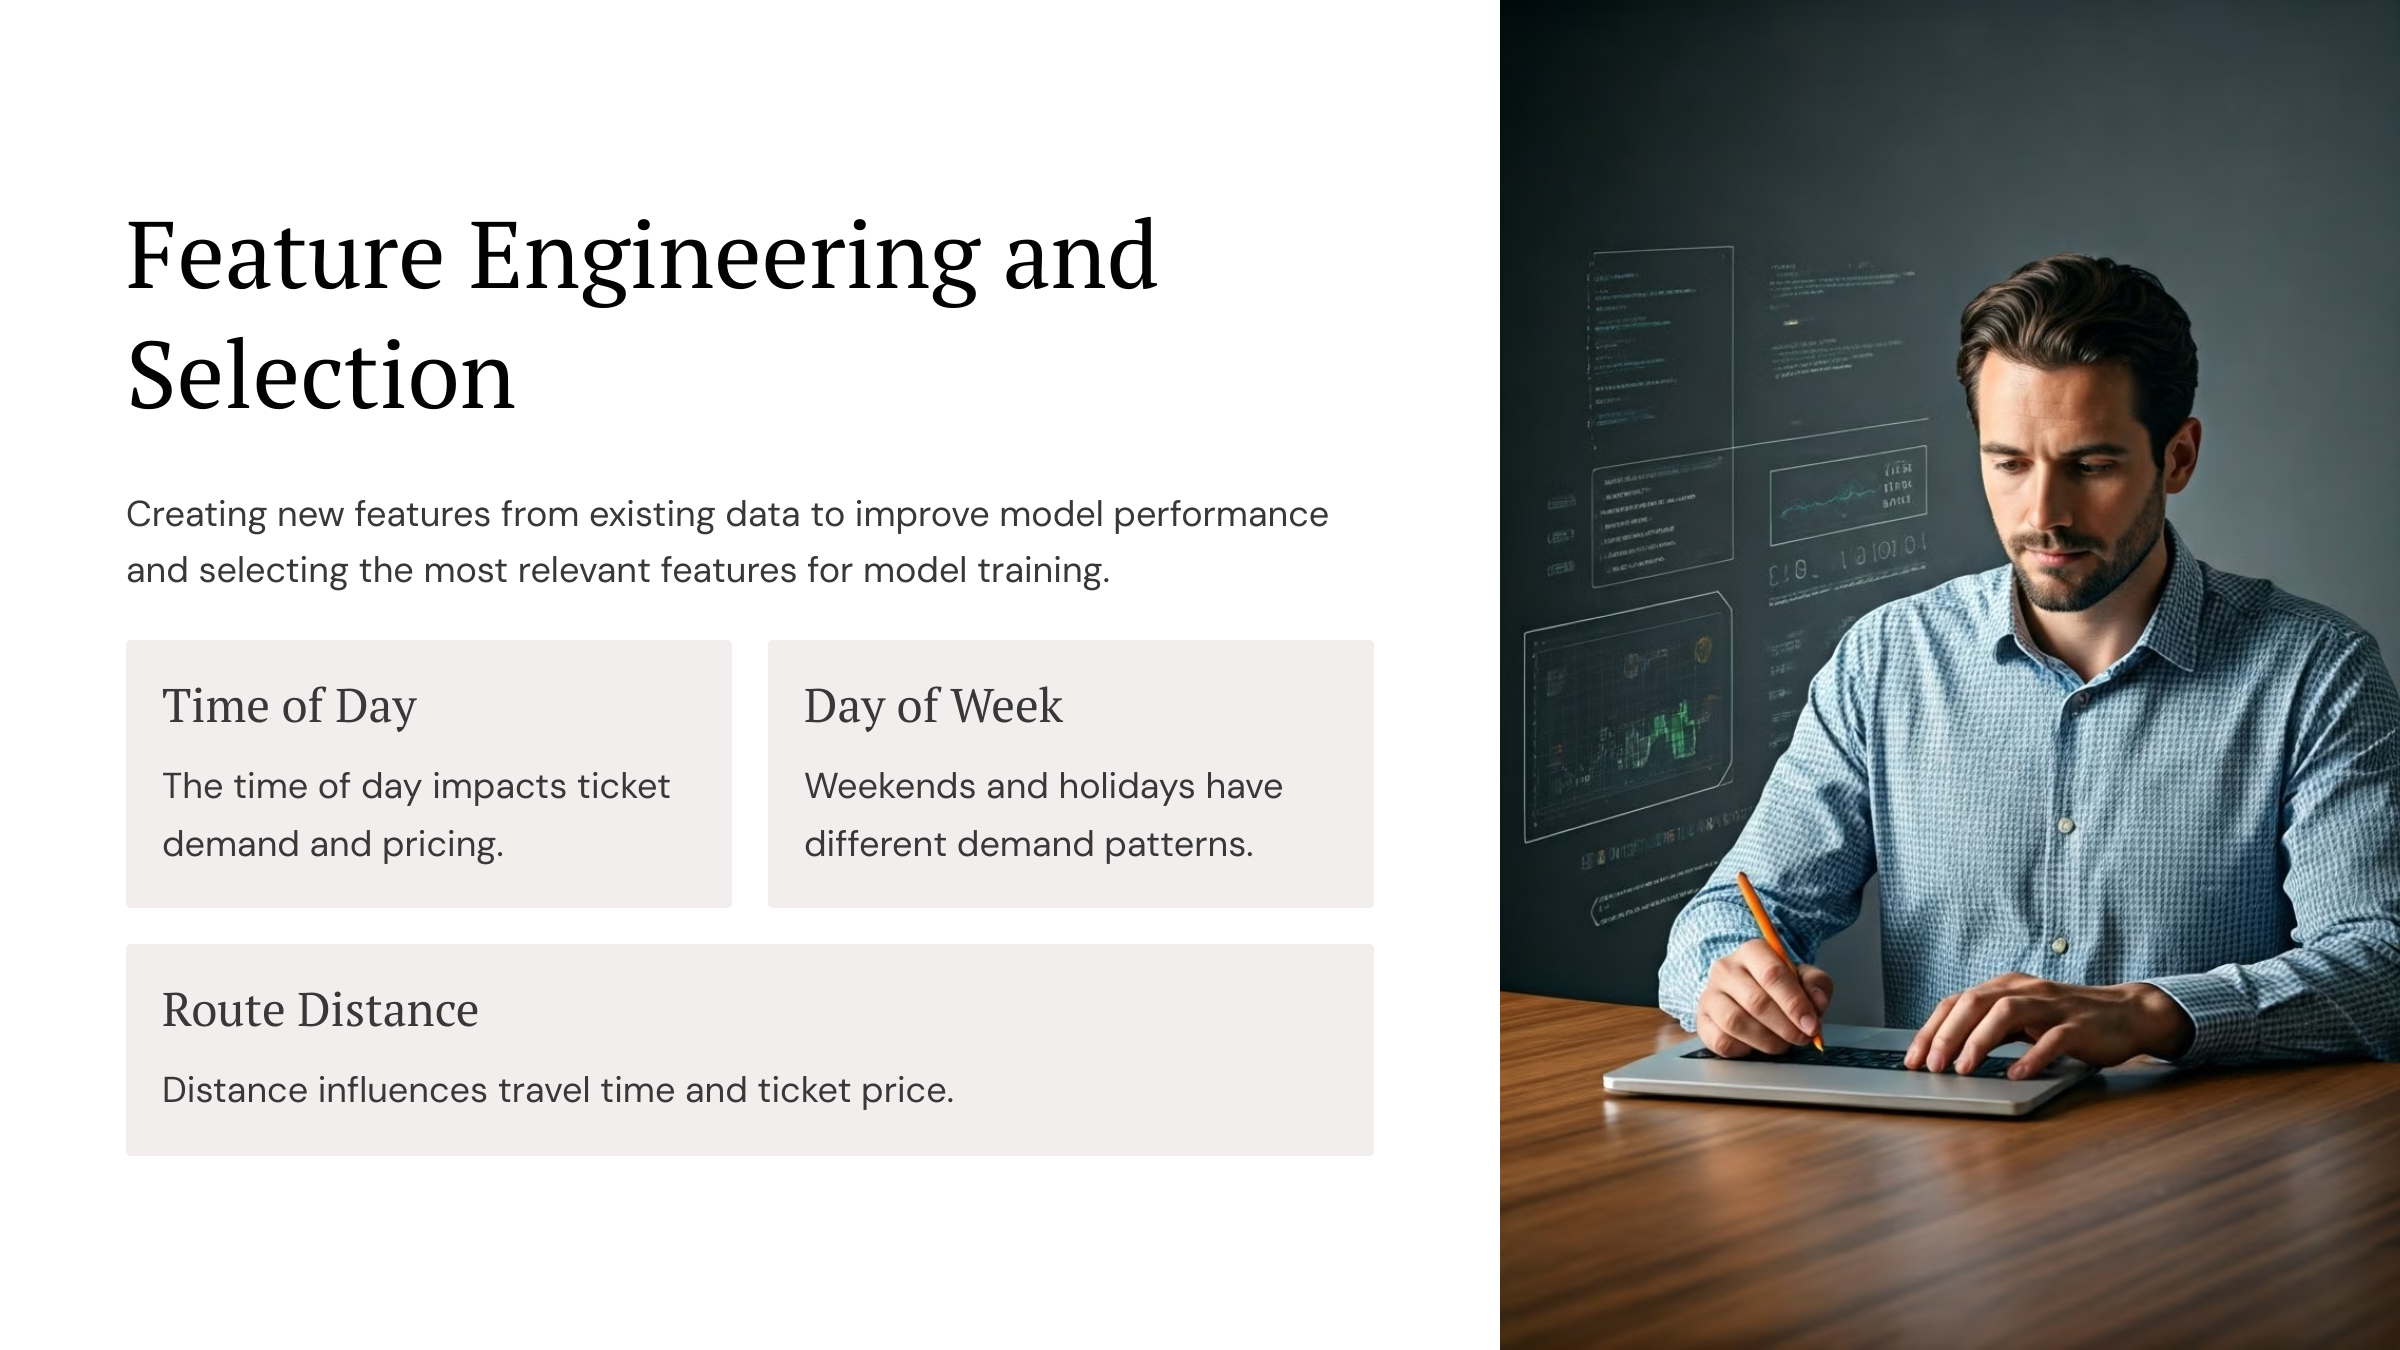 Feature Engineering and
Selection
Creating new features from existing data to improve model performance
and selecting the most relevant features for model training.
Time of Day
The time of day impacts ticket
demand and pricing.
Day of Week
Weekends and holidays have
different demand patterns.
Route Distance
Distance influences travel time and ticket price.